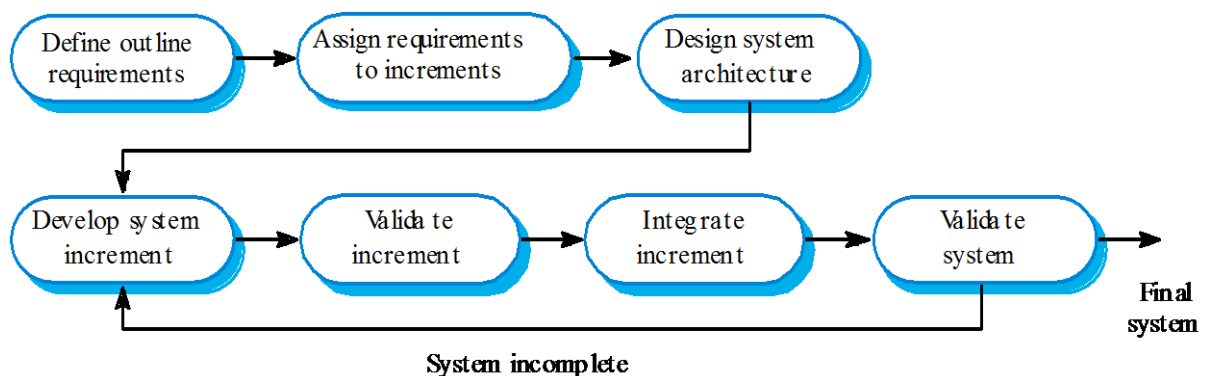 Define outline
requirements
Assign requirements
to increments
Design system
architecture
Develop system
increment
Validate
increment
Integrate
increment
Validate
system
Final
system
System incomplete